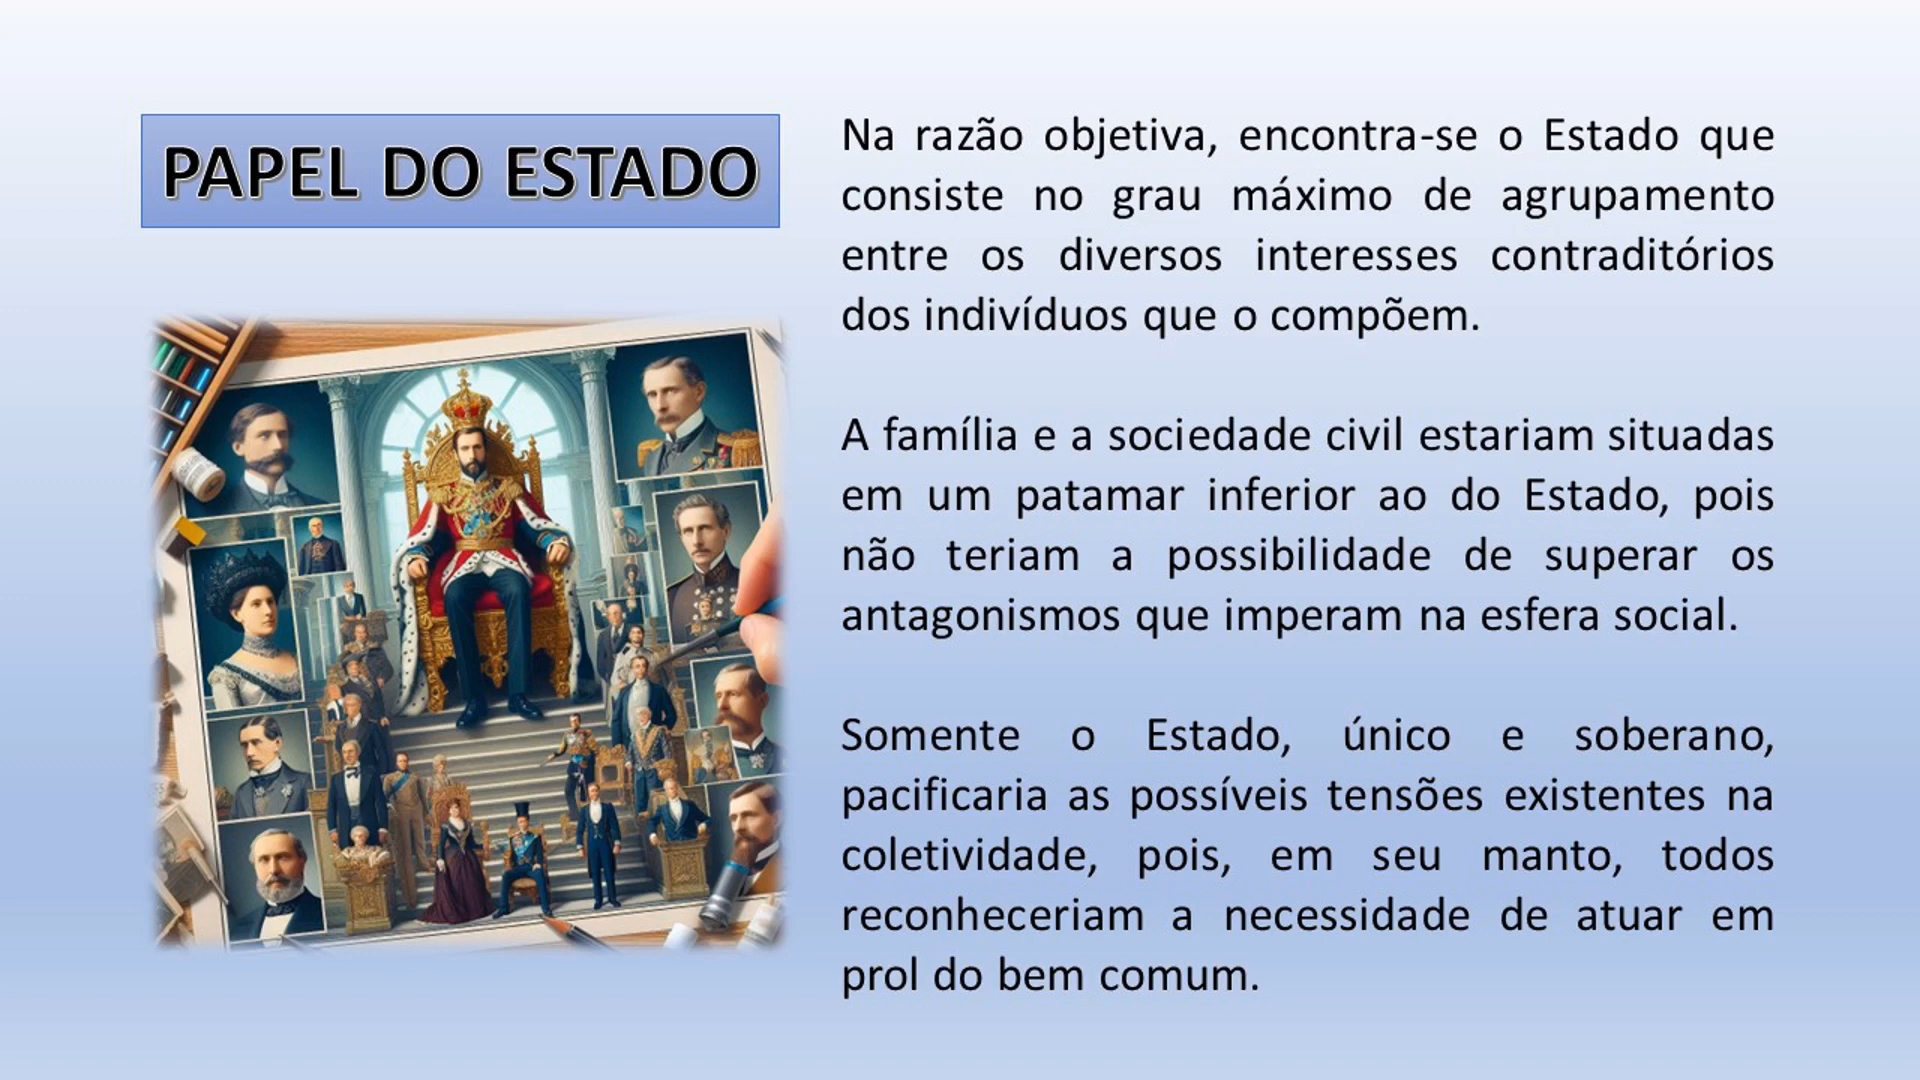 PAPEL DO ESTADO
Na razão objetiva, encontra-se o Estado que
consiste no grau máximo de agrupamento
entre os diversos interesses contraditórios
dos indivíduos que o compõem.
A família e a sociedade civil estariam situadas
em um patamar inferior ao do Estado, pois
não teriam a possibilidade de superar os
antagonismos que imperam na esfera social.
Somente o Estado, único e soberano,
pacificaria as possíveis tensões existentes na
coletividade, pois, em seu manto, todos
reconheceriam a necessidade de atuar em
prol do bem comum.